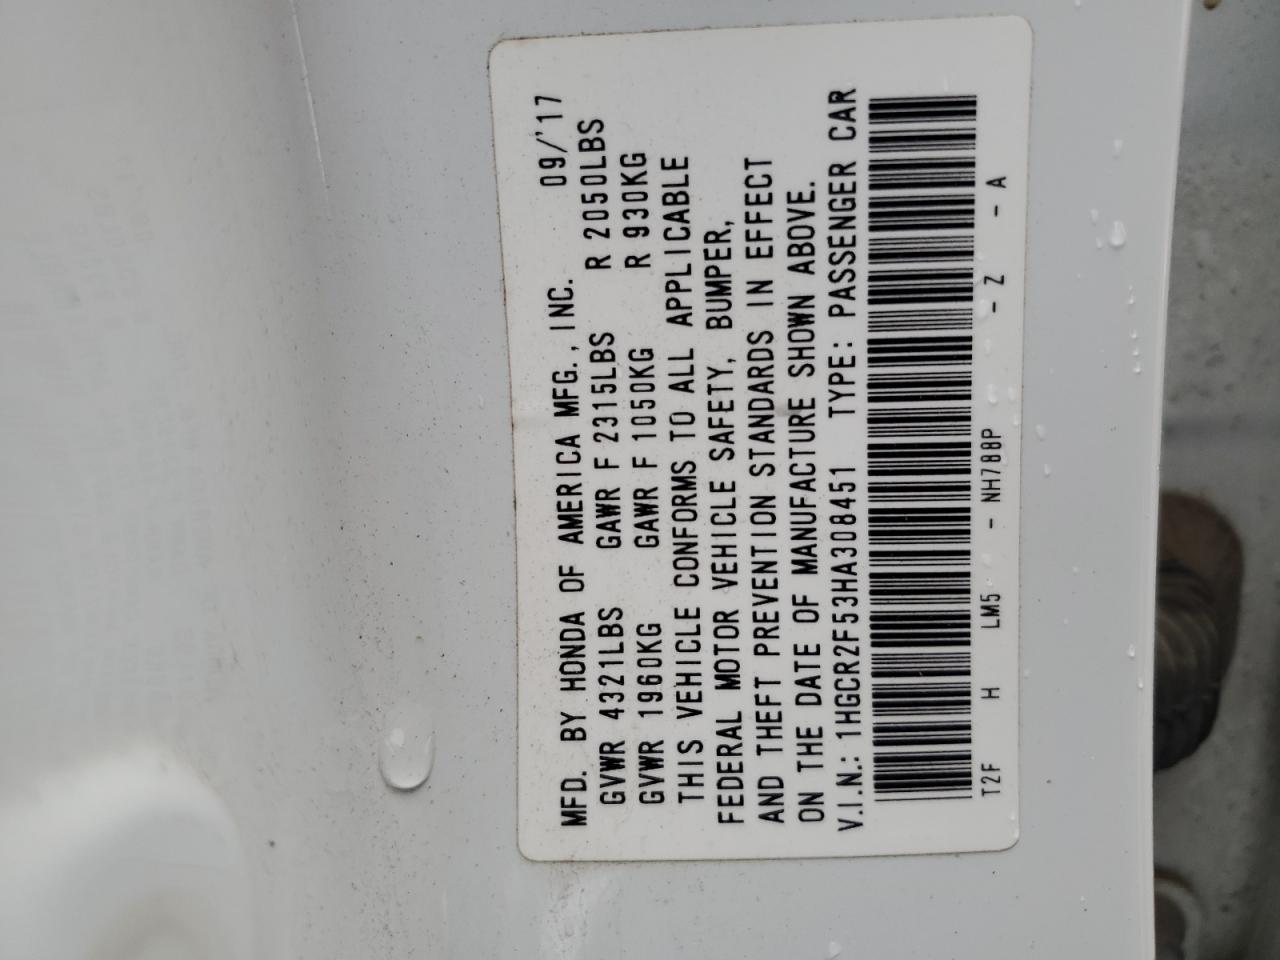 MFD. BY HONDA OF AMERICA MFG., INC. 09/'17
GVWR 4321LBS GAWR F 2315LBS R 2050LBS
GVWR 1960KG GAWR F 1050KG R 930KG
THIS VEHICLE CONFORMS TO ALL APPLICABLE
FEDERAL MOTOR VEHICLE SAFETY, BUMPER,
AND THEFT PREVENTION STANDARDS IN EFFECT
ON THE DATE OF MANUFACTURE SHOWN ABOVE.
V.I.N.: 1HGCR2F53HA308451 TYPE: PASSENGER CAR
T2F H LM5 - NH788P - Z - A